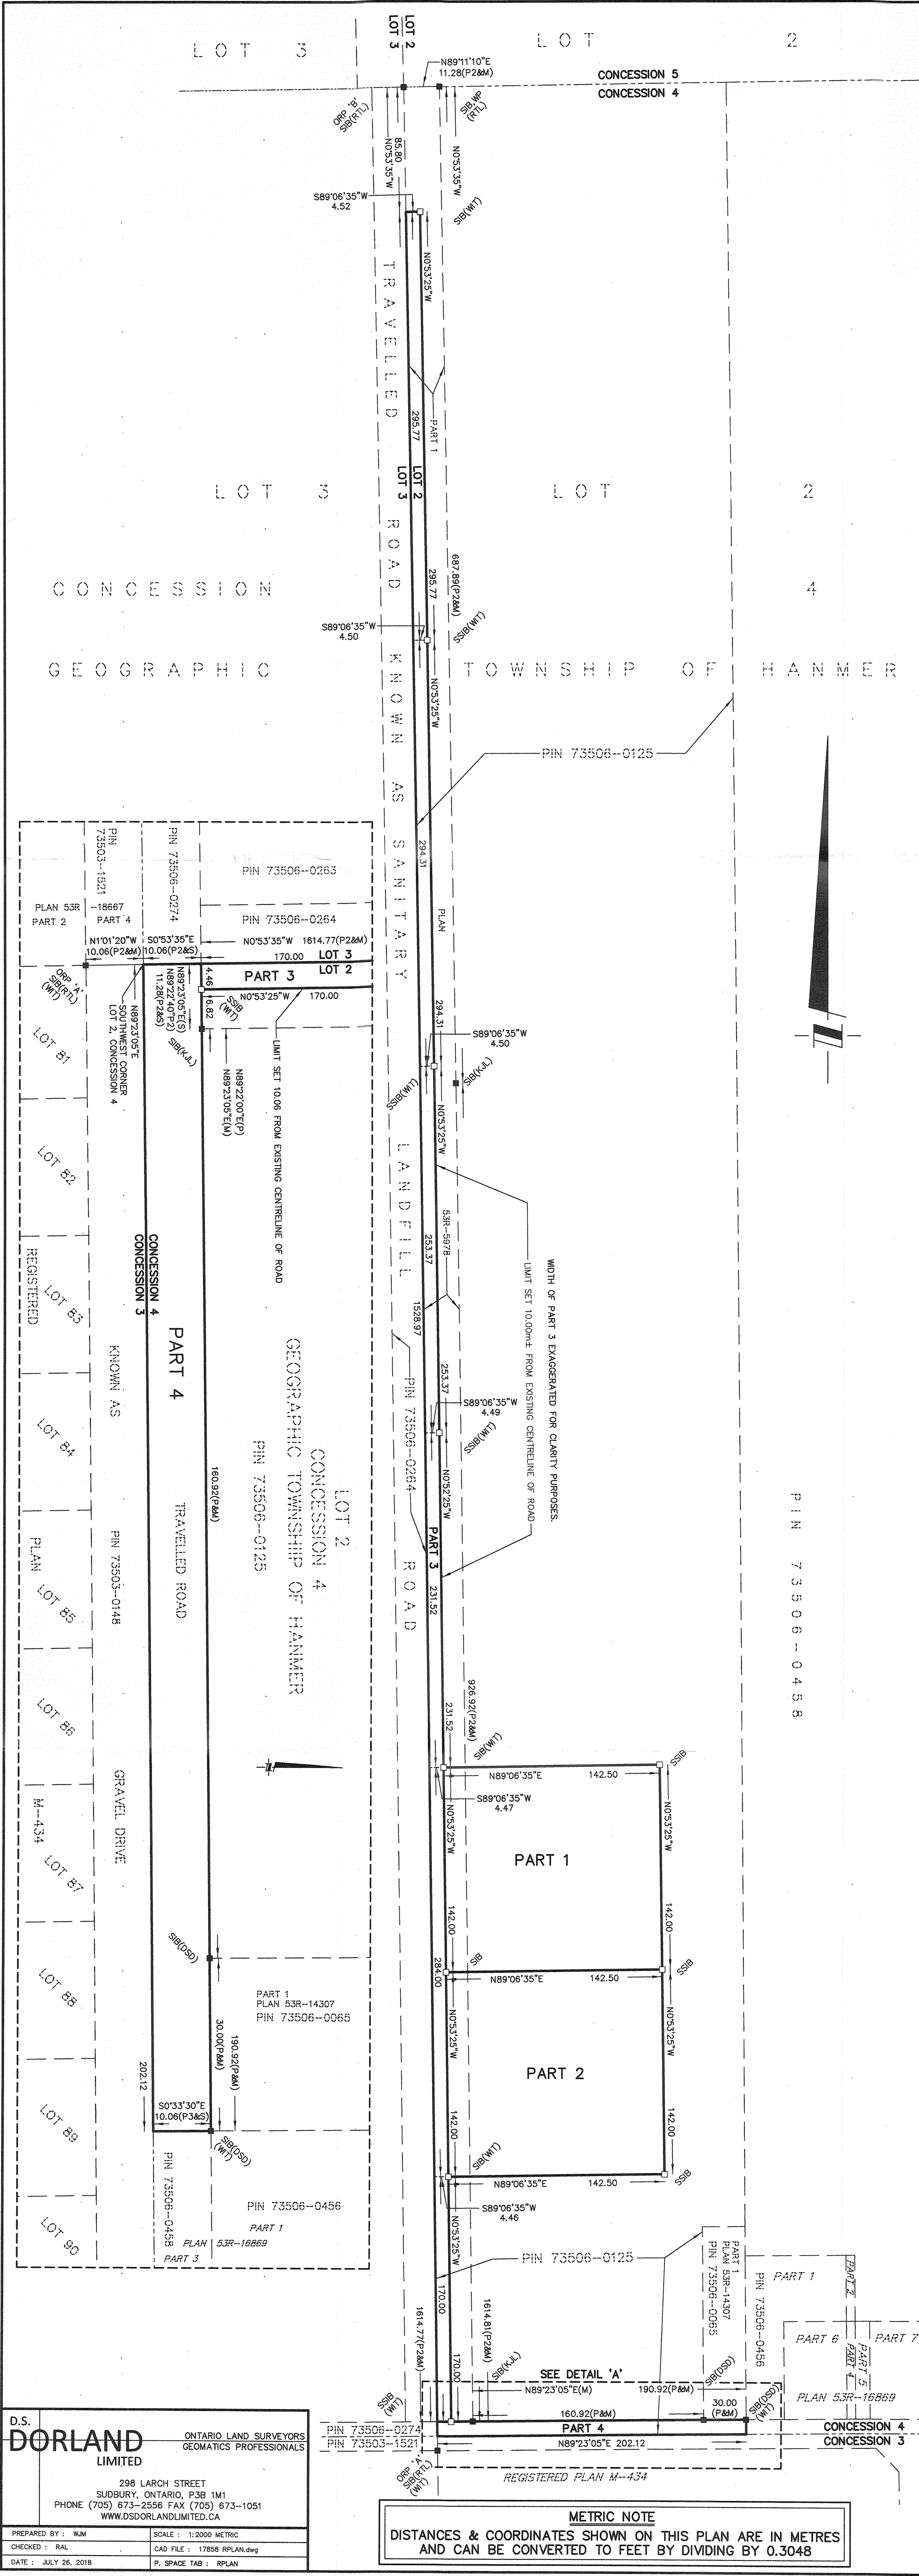 LOT 3
LOT 2
LOT 3
LOT 2
N89°11'10"E
11.28(P2&M)
CONCESSION 5
CONCESSION 4
ORP 'B'
SIB(RTL)
SIB,WP
(RTL)
85.80
N0°53'35"W
N0°53'35"W
S89°06'35"W
4.52
SIB(WIT)
N0°53'25"W
PART 1
295.77
LOT 2
LOT 3
LOT 3
LOT 2
TRAVELLED ROAD KNOWN AS SANITARY LANDFILL ROAD
687.89(P2&M)
295.77
CONCESSION 4
S89°06'35"W
4.50
SSIB(WIT)
GEOGRAPHIC TOWNSHIP OF HANMER
N0°53'25"W
PIN 73506-0125
294.31
PLAN
294.31
S89°06'35"W
4.50
SSIB(WIT)
SIB(KJL)
N0°53'25"W
53R-5978
253.37
1528.97
WIDTH OF PART 3 EXAGGERATED FOR CLARITY PURPOSES.
LIMIT SET 10.00m± FROM EXISTING CENTRELINE OF ROAD
PIN 73506-0264
253.37
S89°06'35"W
4.49
SSIB(WIT)
N0°52'25"W
PART 3
231.52
PIN 73506-0458
926.92(P2&M)
231.52
SIB(WIT)
SSIB
N89°06'35"E 142.50
S89°06'35"W
4.47
N0°53'25"W
N0°53'25"W
PART 1
142.00
142.00
284.00
SIB
SSIB
N89°06'35"E 142.50
N0°53'25"W
N0°53'25"W
PART 2
142.00
142.00
SIB(WIT)
SSIB
N89°06'35"E 142.50
S89°06'35"W
4.46
N0°53'25"W
PIN 73506-0125
PART 1
PLAN 53R-14307
PIN 73506-0065
PIN 73506-0456
PART 1
PART 2
PART 6
PART 4
PART 5
PART 7
PLAN 53R-16869
170.00
1614.77(P2&M)
1614.81(P2&M)
170.00
SIB(KJL)
SEE DETAIL 'A'
SIB(DSD)
N89°23'05"E(M) 190.92(P&M)
SSIB
(WIT)
160.92(P&M)
30.00
(P&M)
SIB(DSD)
(WIT)
PIN 73506-0274
PART 4
CONCESSION 4
PIN 73503-1521
N89°23'05"E 202.12
CONCESSION 3
ORP 'A'
SIB(RTL)
(WIT)
REGISTERED PLAN M-434
PIN
73503-1521
PIN 73506-0274
PIN 73506-0263
PLAN 53R -18667
PART 2 PART 4
PIN 73506-0264
N1°01'20"W
10.06(P2&M)
S0°53'35"E
10.06(P2&S)
N0°53'35"W 1614.77(P2&M)
170.00 LOT 3
LOT 2
PART 3
N0°53'25"W 170.00
4.46
6.82
SSIB
(WIT)
ORP 'A'
SIB(RTL)
(WIT)
N89°23'05"E(S)
N89°22'40"(P2)
11.28(P2&S)
SIB(KJL)
N89°23'05"E
SOUTHWEST CORNER
LOT 2, CONCESSION 4
N89°22'00"E(P)
N89°23'05"E(M)
LIMIT SET 10.06 FROM EXISTING CENTRELINE OF ROAD
LOT 81
LOT 82
LOT 83
LOT 84
LOT 85
LOT 86
LOT 87
LOT 88
LOT 89
LOT 90
REGISTERED PLAN M-434
CONCESSION 4
CONCESSION 3
KNOWN AS PIN 73503-0148 GRAVEL DRIVE
PART 4
TRAVELLED ROAD
160.92(P&M)
LOT 2
CONCESSION 4
GEOGRAPHIC TOWNSHIP OF HANMER
PIN 73506-0125
SIB(DSD)
PART 1
PLAN 53R-14307
PIN 73506-0065
190.92(P&M)
30.00(P&M)
202.12
S0°33'30"E
10.06(P3&S)
SIB(DSD)
(WIT)
PIN 73506-0458
PIN 73506-0456
PART 1
PLAN 53R-16869
PART 3
D.S.
DORLAND
LIMITED
ONTARIO LAND SURVEYORS
GEOMATICS PROFESSIONALS
298 LARCH STREET
SUDBURY, ONTARIO, P3B 1M1
PHONE (705) 673-2556 FAX (705) 673-1051
WWW.DSDORLANDLIMITED.CA
PREPARED BY : WJM
SCALE : 1:2000 METRIC
CHECKED : RAL
CAD FILE : 17858 RPLAN.dwg
DATE : JULY 26, 2018
P. SPACE TAB : RPLAN
METRIC NOTE
DISTANCES & COORDINATES SHOWN ON THIS PLAN ARE IN METRES
AND CAN BE CONVERTED TO FEET BY DIVIDING BY 0.3048